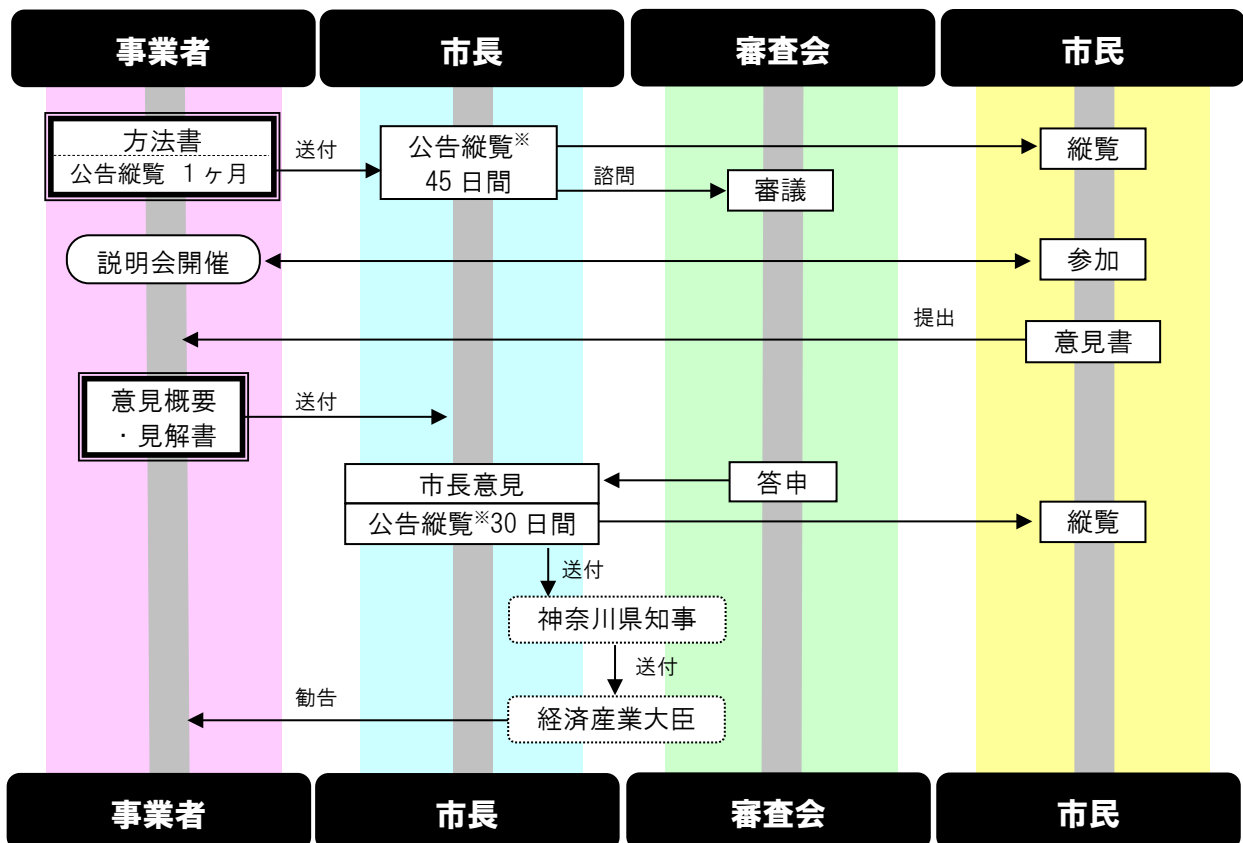 事業者
市長
審査会
市民
方法書
公告縦覧 1ヶ月
送付
公告縦覧※
45日間
諮問
審議
縦覧
説明会開催
参加
提出
意見書
意見概要
・見解書
送付
市長意見
答申
公告縦覧※30日間
縦覧
送付
神奈川県知事
送付
勧告
経済産業大臣
事業者
市長
審査会
市民